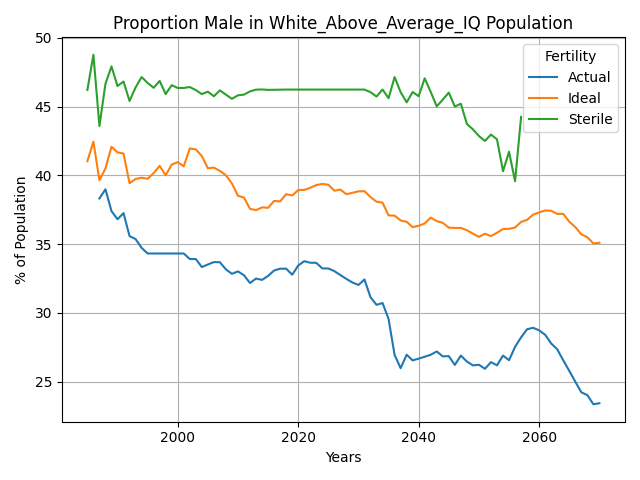 Proportion Male in White_Above_Average_IQ Population
% of Population
50
45
40
35
30
25
Fertility
Actual
Ideal
Sterile
2000
2020
2040
2060
Years